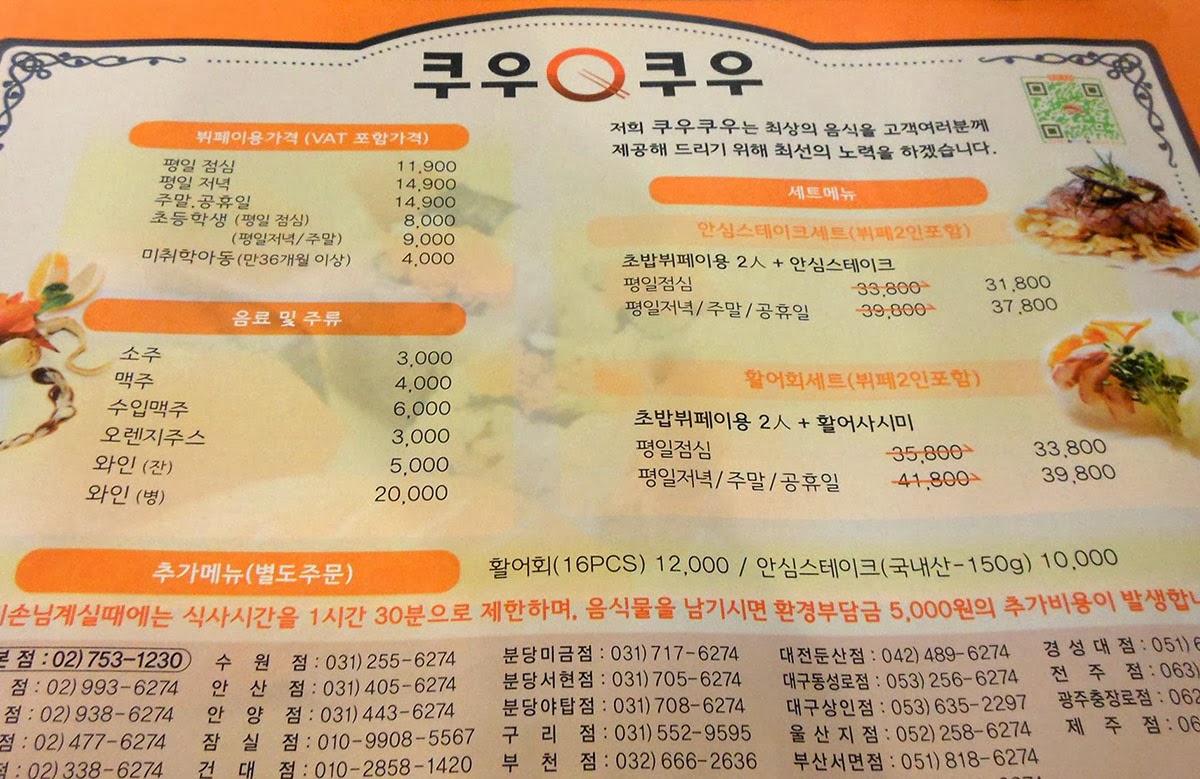 쿠우Q쿠우
뷔페이용가격 (VAT 포함가격)
평일 점심 11,900
평일 저녁 14,900
주말.공휴일 14,900
초등학생 (평일 점심) 8,000
(평일저녁/주말) 9,000
미취학아동(만36개월 이상) 4,000
음료 및 주류
소주 3,000
맥주 4,000
수입맥주 6,000
오렌지주스 3,000
와인 (잔) 5,000
와인 (병) 20,000
저희 쿠우쿠우는 최상의 음식을 고객여러분께
제공해 드리기 위해 최선의 노력을 하겠습니다.
세트메뉴
안심스테이크세트(뷔페2인포함)
초밥뷔페이용 2人 + 안심스테이크
평일점심 33,800 31,800
평일저녁/주말/공휴일 39,800 37,800
활어회세트(뷔페2인포함)
초밥뷔페이용 2人 + 활어사시미
평일점심 35,800 33,800
평일저녁/주말/공휴일 41,800 39,800
추가메뉴(별도주문) 활어회(16PCS) 12,000 / 안심스테이크(국내산-150g) 10,000
손님계실때에는 식사시간을 1시간 30분으로 제한하며, 음식물을 남기시면 환경부담금 5,000원의 추가비용이 발생합
본점 : 02) 753-1230 수원점 : 031) 255-6274 분당미금점 : 031) 717-6274 대전둔산점 : 042) 489-6274 경성대점 : 051) 6
점 : 02) 993-6274 안산점 : 031) 405-6274 분당서현점 : 031) 705-6274 대구동성로점 : 053) 256-6274 전주점 : 063
점 : 02) 938-6274 안양점 : 031) 443-6274 분당야탑점 : 031) 708-6274 대구상인점 : 053) 635-2297 광주충장로점 : 06
점 : 02) 477-6274 잠실점 : 010-9908-5567 구리점 : 031) 552-9595 울산지점 : 052) 258-6274 제주점 : 06
점 : 02) 338-6274 건대점 : 010-2858-1420 부천점 : 032) 666-2636 부산서면점 : 051) 818-6274